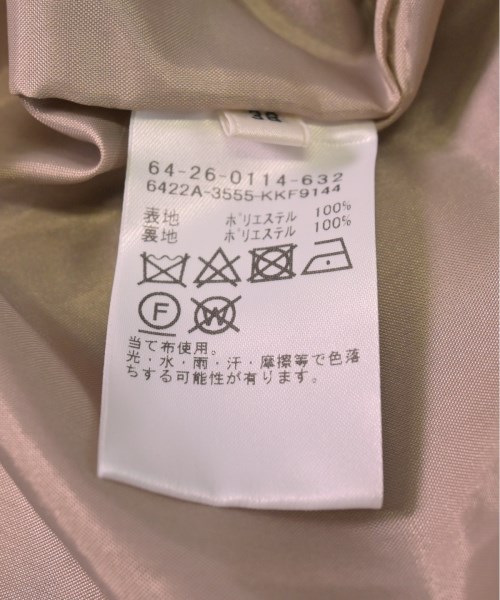 64-26-0114-632
6422A-3555-KKF9144
表地 ポリエステル 100%
裏地 ポリエステル 100%
F W
当て布使用。
光・水・雨・汗・摩擦等で色落
ちする可能性が有ります。